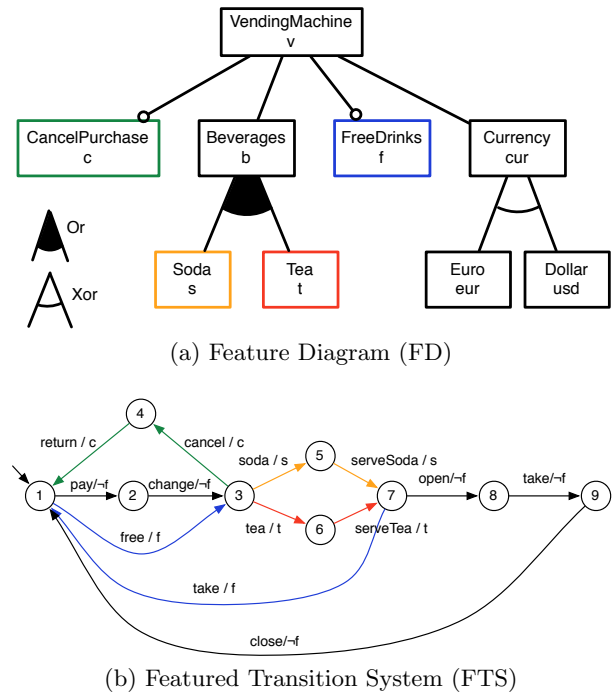 VendingMachine
v
CancelPurchase
c
Beverages
b
FreeDrinks
f
Currency
cur
Or
Xor
Soda
s
Tea
t
Euro
eur
Dollar
usd
(a) Feature Diagram (FD)
4
return / c
cancel / c
soda / s
5
serveSoda / s
1
pay/¬f
2
change/¬f
3
7
open/¬f
8
take/¬f
9
free / f
tea / t
6
serveTea / t
take / f
close/¬f
(b) Featured Transition System (FTS)